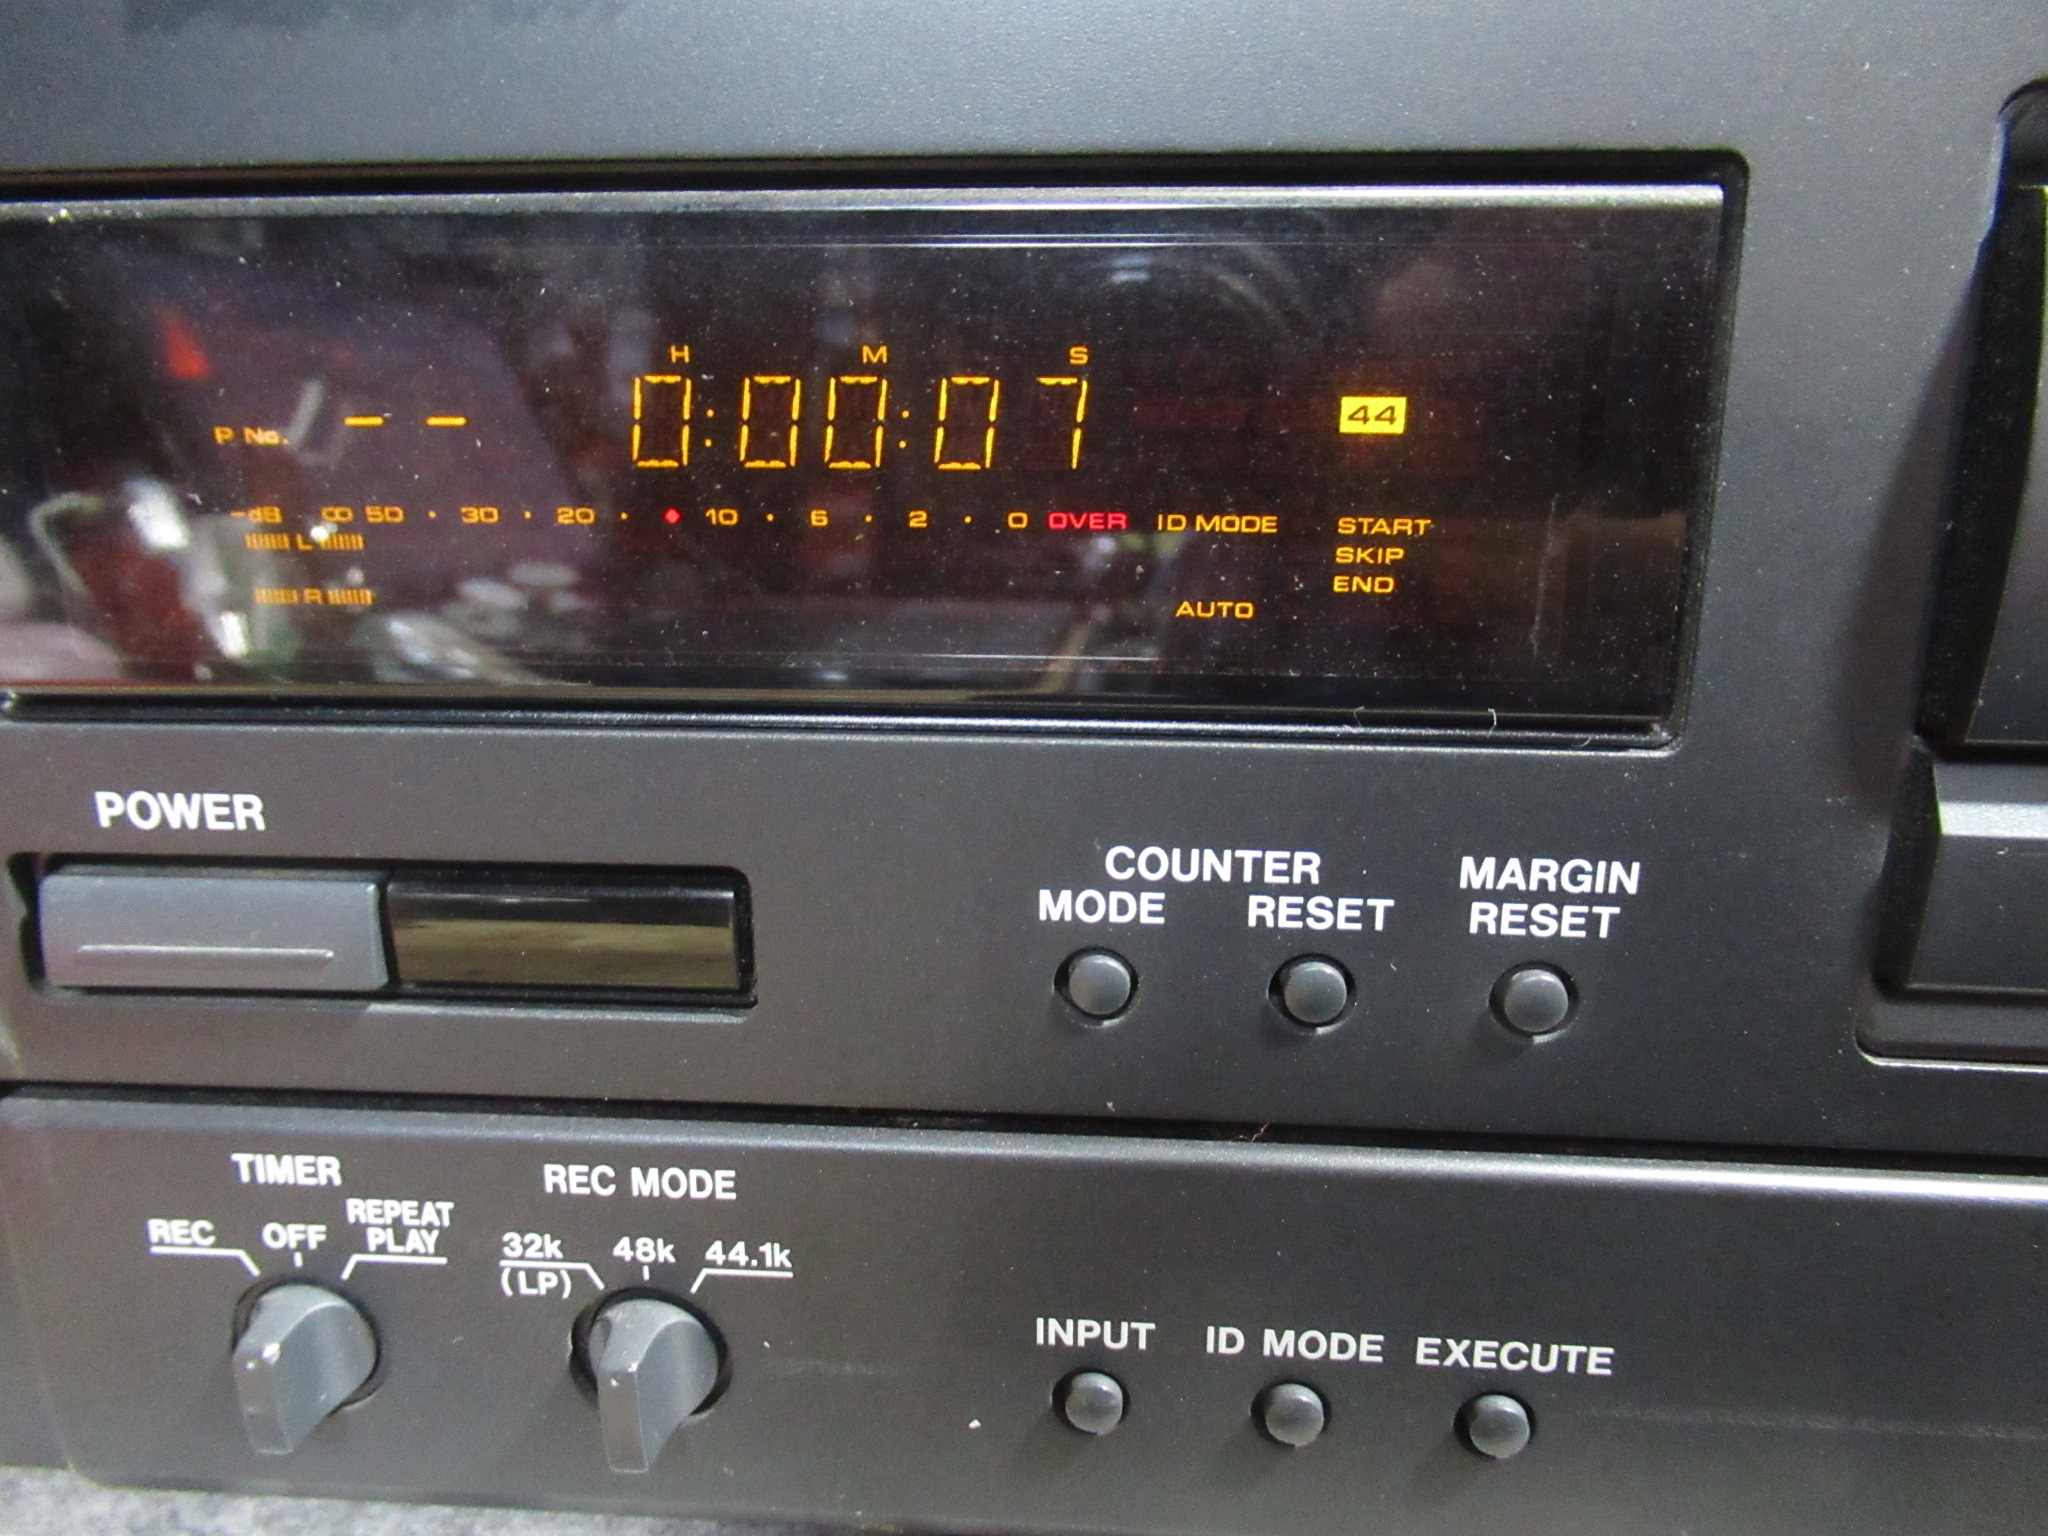 H M S
P No. -- 0:00:07 44
-dB ∞ 50 · 30 · 20 · ◆ 10 · 6 · 2 · 0 OVER ID MODE START
L
SKIP
END
R
AUTO
POWER
COUNTER
MODE RESET
MARGIN
RESET
TIMER
REC OFF REPEAT
PLAY
REC MODE
32k 48k 44.1k
(LP)
INPUT ID MODE EXECUTE